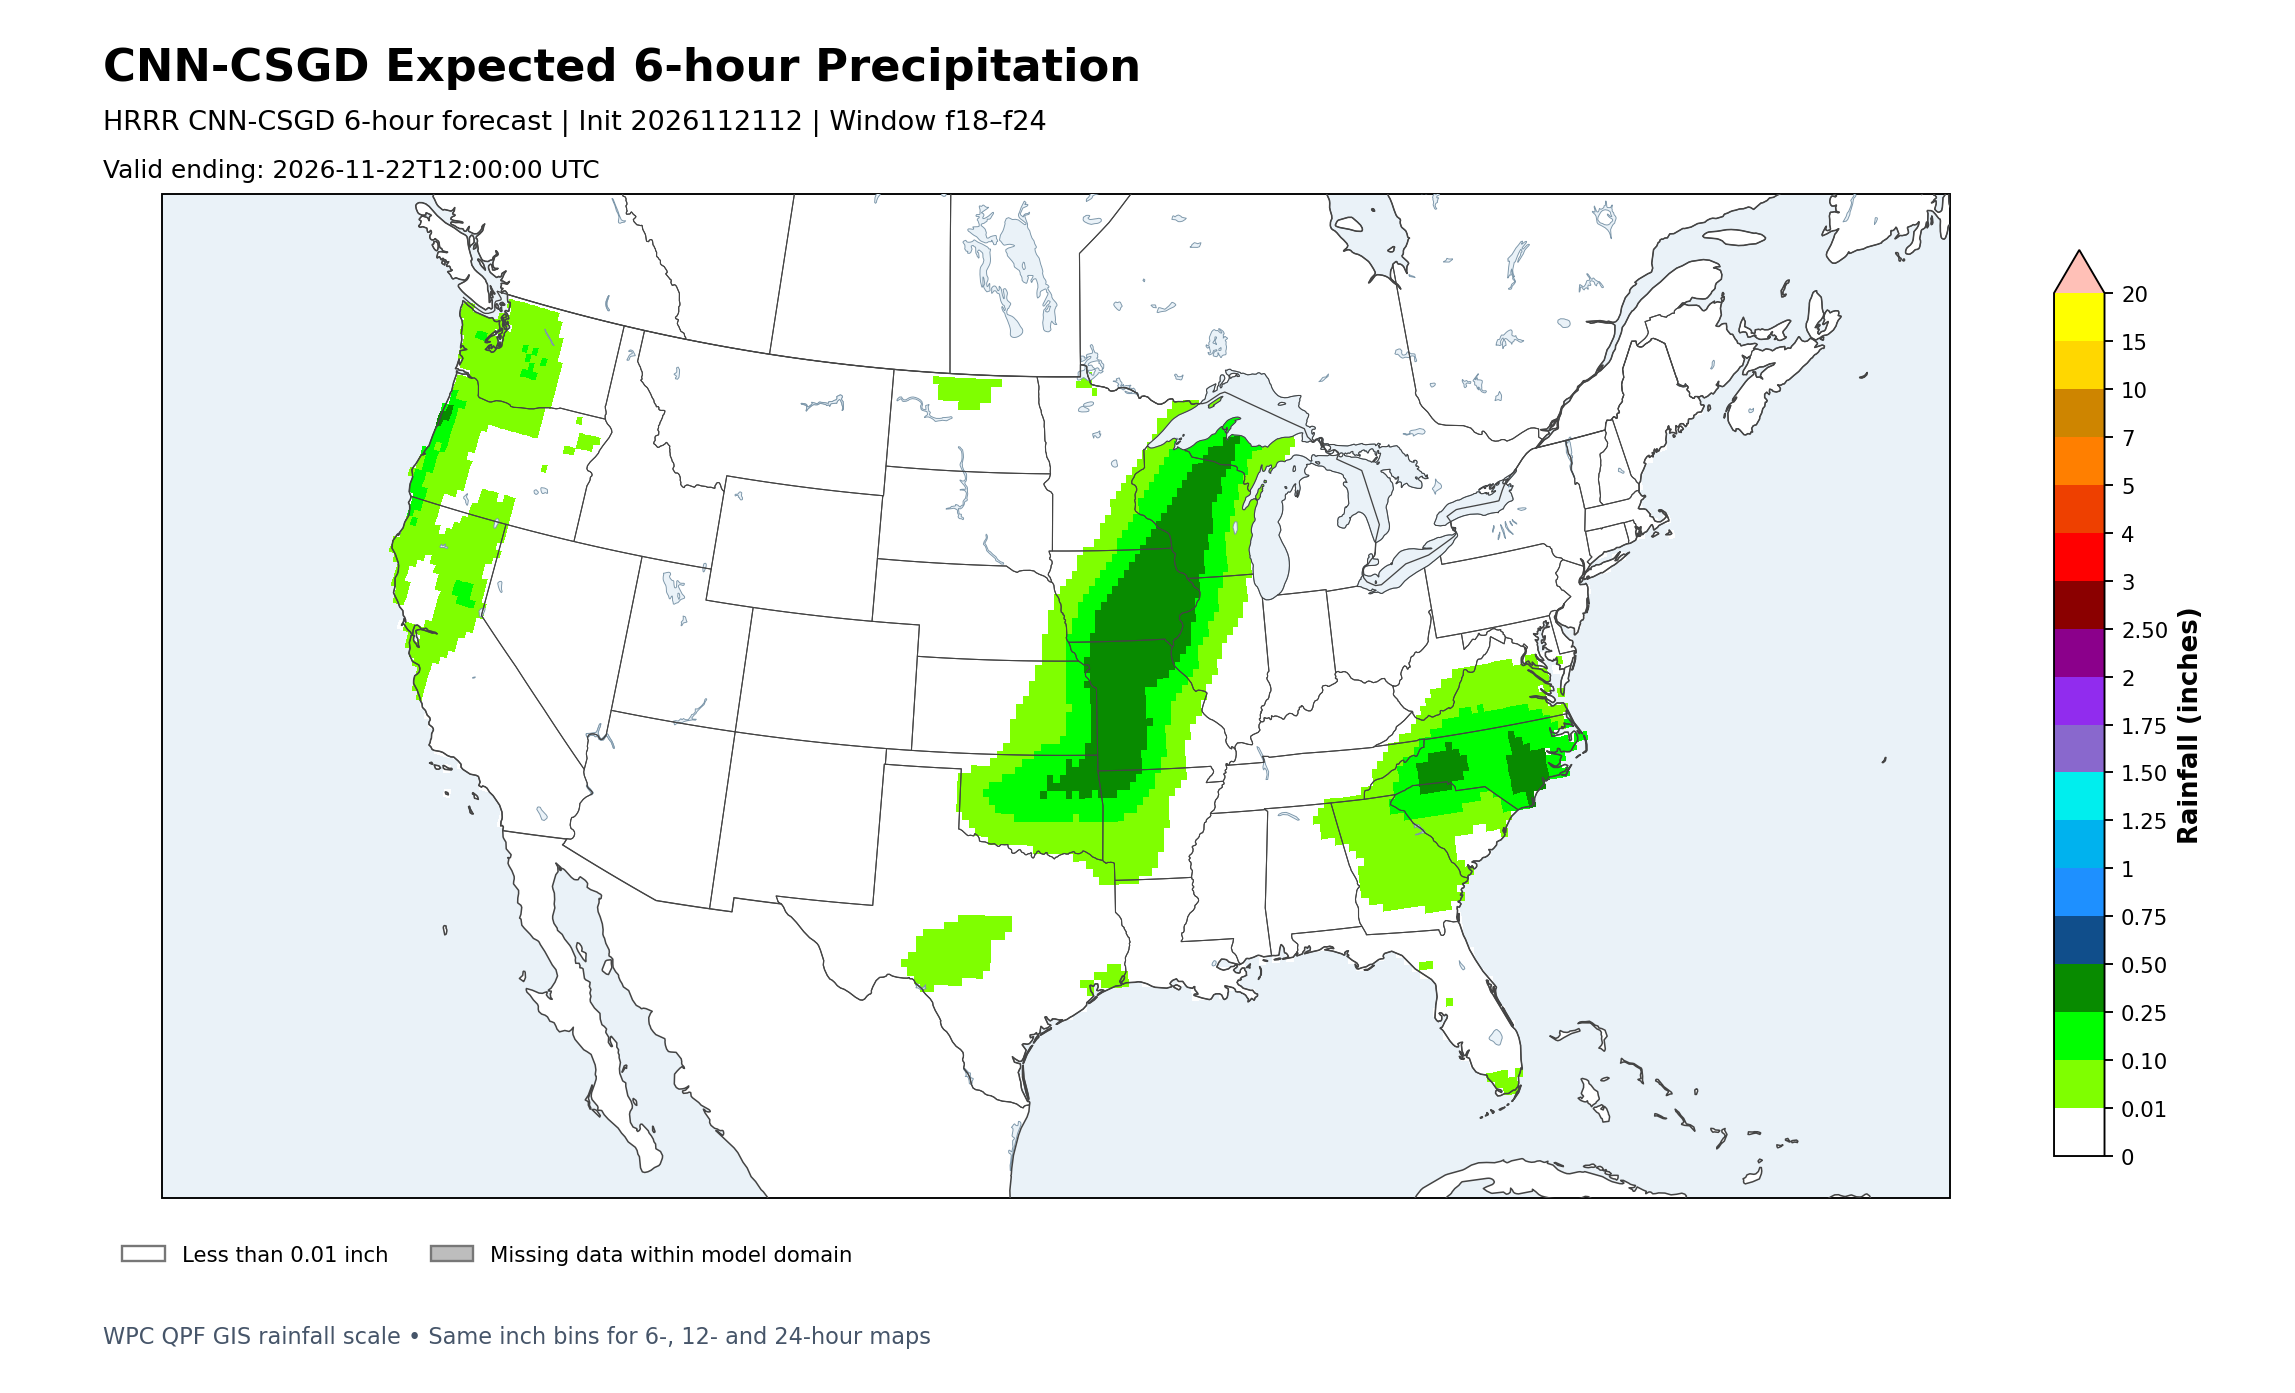 CNN-CSGD Expected 6-hour Precipitation
HRRR CNN-CSGD 6-hour forecast | Init 2026112112 | Window f18–f24
Valid ending: 2026-11-22T12:00:00 UTC
20
15
10
7
5
4
3
2.50
2
1.75
1.50
1.25
1
0.75
0.50
0.25
0.10
0.01
0
Rainfall (inches)
Less than 0.01 inch
Missing data within model domain
WPC QPF GIS rainfall scale • Same inch bins for 6-, 12- and 24-hour maps